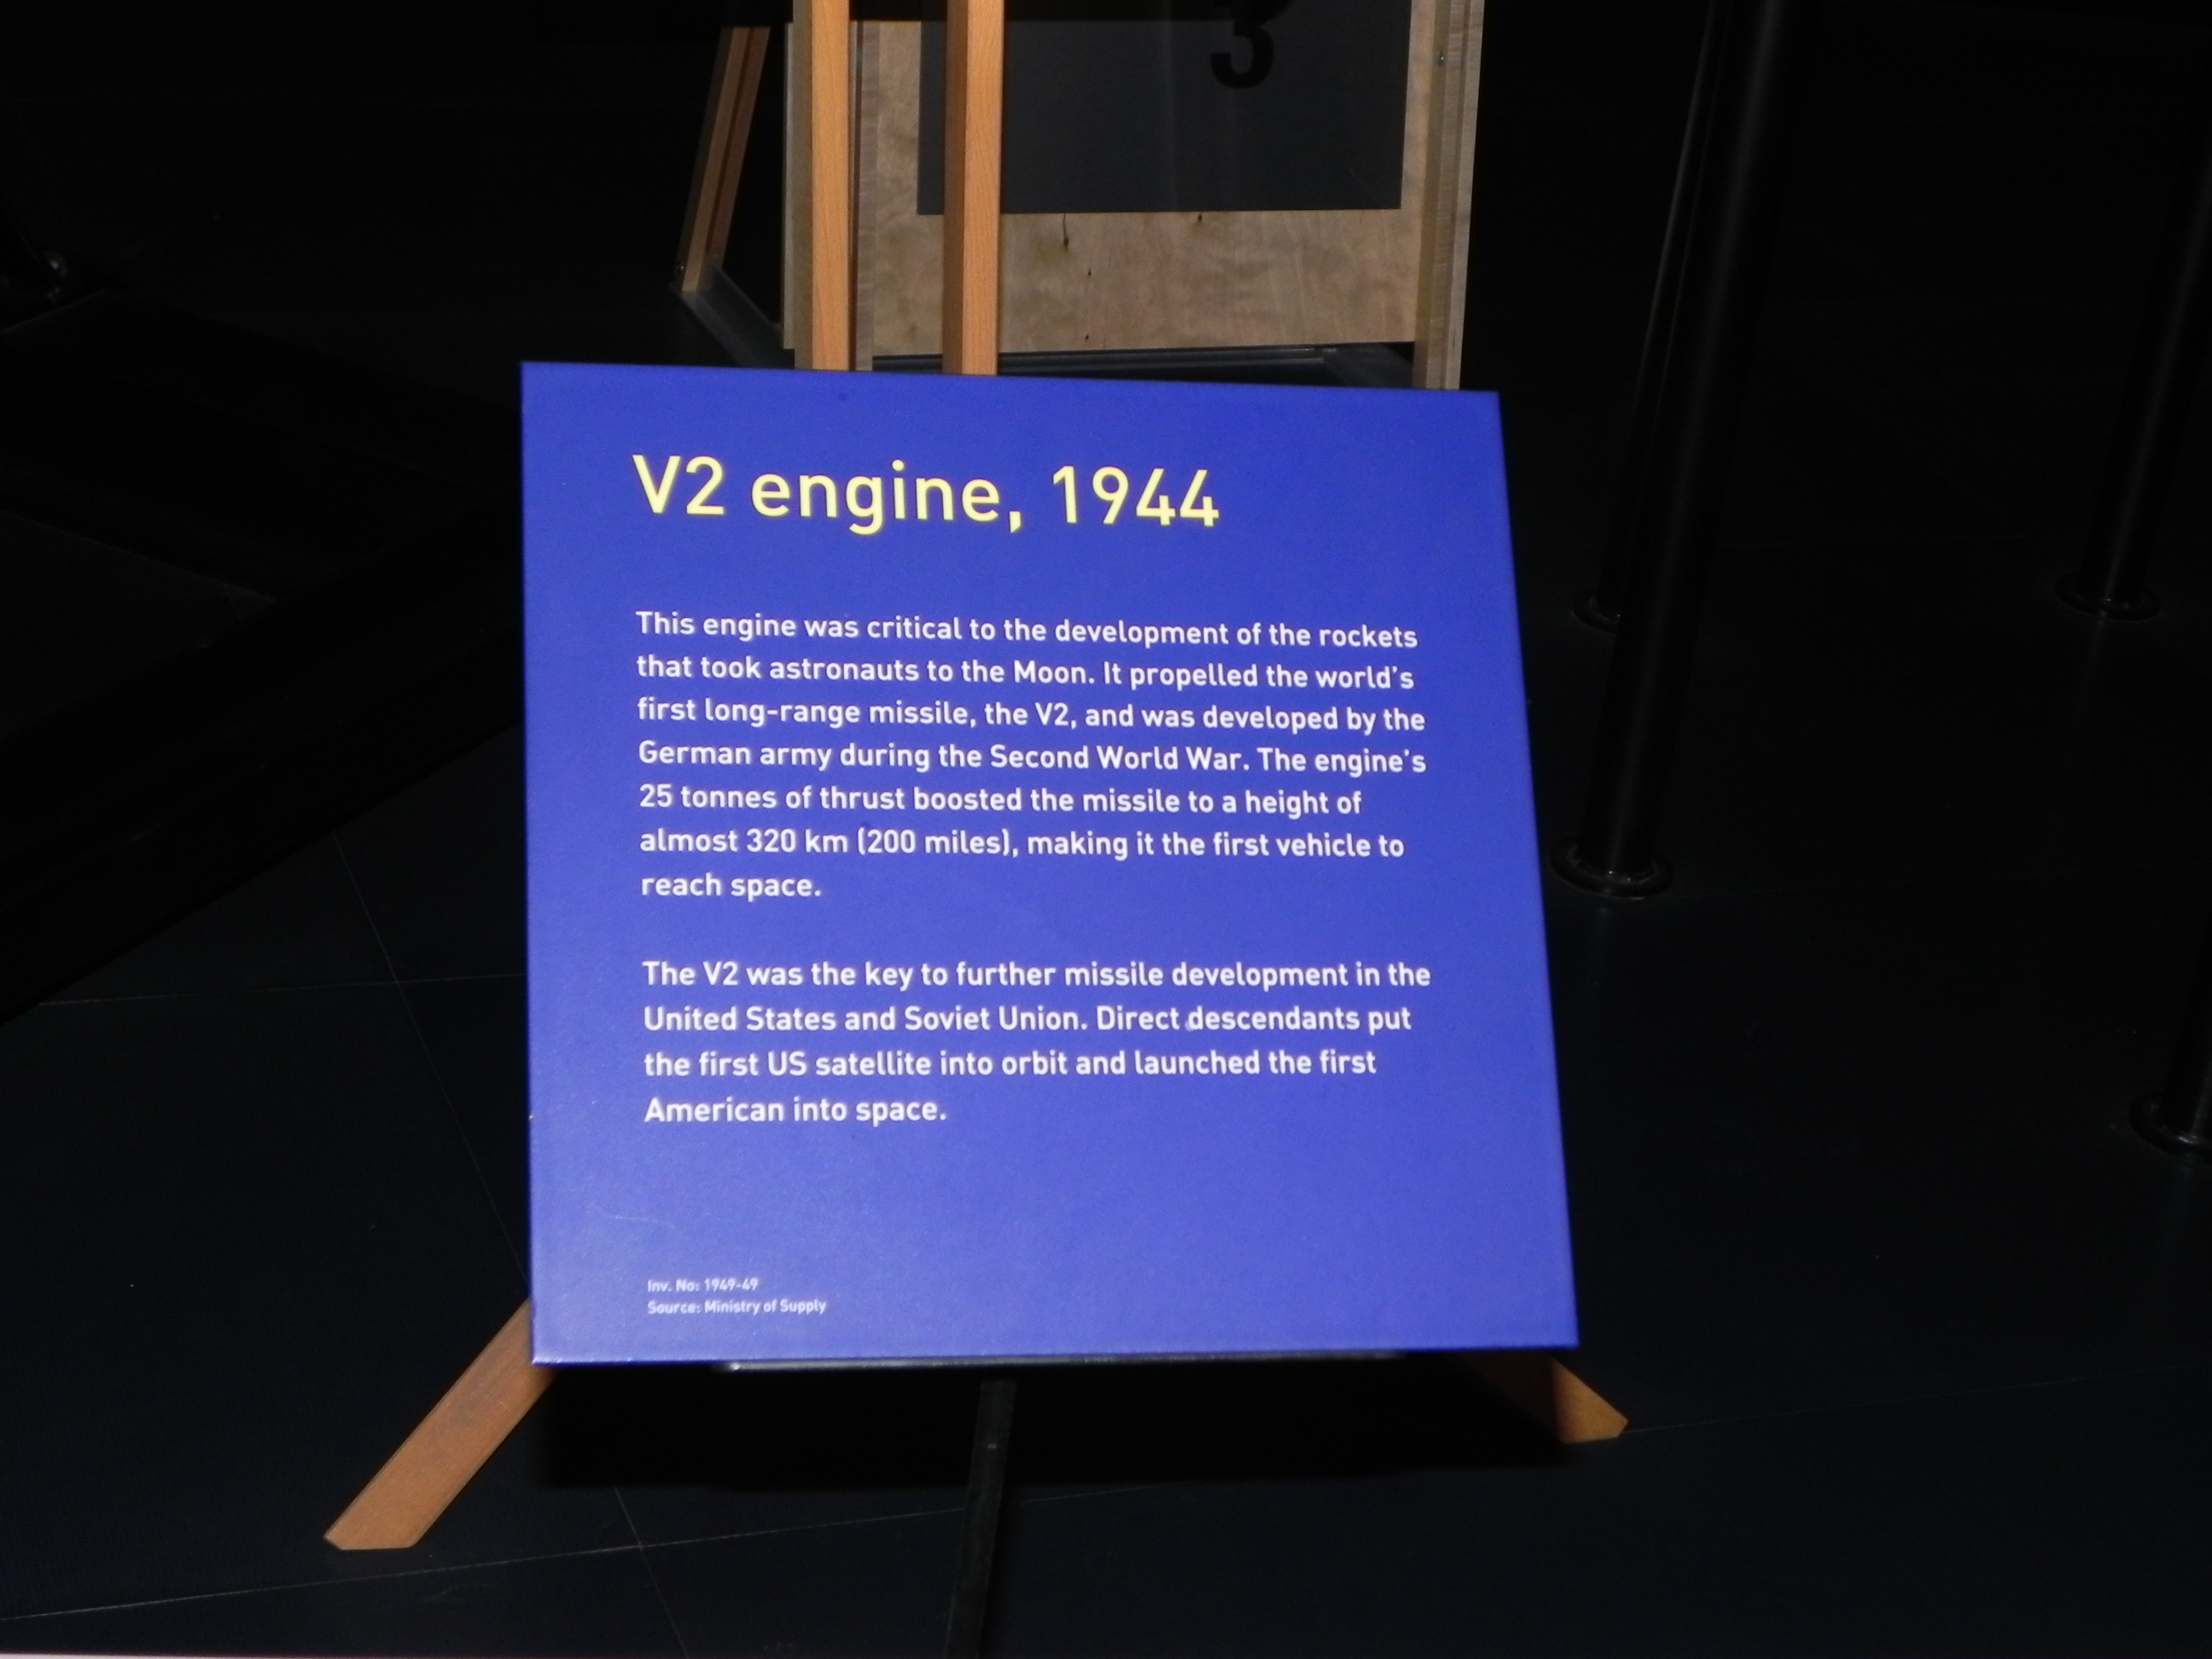 3
V2 engine, 1944
This engine was critical to the development of the rockets
that took astronauts to the Moon. It propelled the world's
first long-range missile, the V2, and was developed by the
German army during the Second World War. The engine's
25 tonnes of thrust boosted the missile to a height of
almost 320 km (200 miles), making it the first vehicle to
reach space.
The V2 was the key to further missile development in the
United States and Soviet Union. Direct descendants put
the first US satellite into orbit and launched the first
American into space.
Inv. No: 1949-49
Source: Ministry of Supply